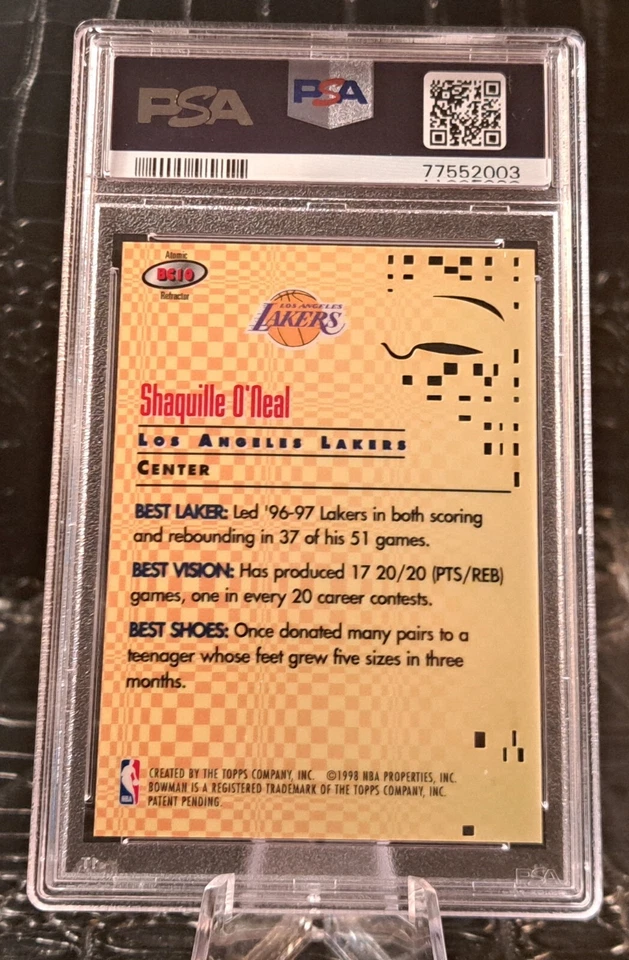 PSA
PSA
77552003
Atomic
BC10
Refractor
LOS ANGELES
LAKERS
Shaquille O'Neal
LOS ANGELES LAKERS
CENTER
BEST LAKER: Led '96-97 Lakers in both scoring
and rebounding in 37 of his 51 games.
BEST VISION: Has produced 17 20/20 (PTS/REB)
games, one in every 20 career contests.
BEST SHOES: Once donated many pairs to a
teenager whose feet grew five sizes in three
months.
NBA
CREATED BY THE TOPPS COMPANY, INC. ©1998 NBA PROPERTIES, INC.
BOWMAN IS A REGISTERED TRADEMARK OF THE TOPPS COMPANY, INC.
PATENT PENDING.
PSA